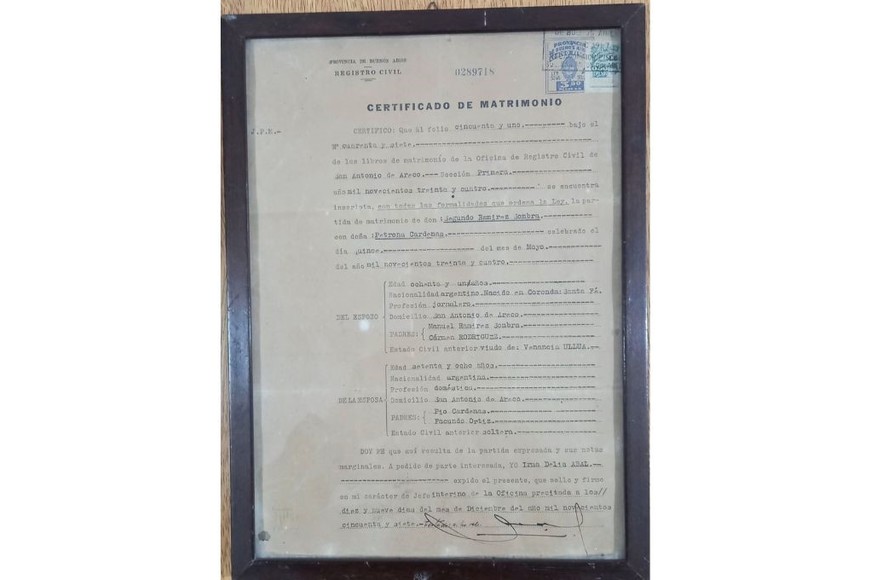 PROVINCIA DE BUENOS AIRES
REGISTRO CIVIL
0289718
CERTIFICADO DE MATRIMONIO
J.P.E.-
CERTIFICO: Que al folio cincuenta y uno.--------- bajo el
Nº cuarenta y siete.---
de los libros de matrimonio de la Oficina de Registro Civil de
San Antonio de Areco.--- Sección Primera.
año mil novecientos treinta y cuatro.--------- se encuentra
inscripta, con todas las formalidades que ordena la Ley, la par-
tida de matrimonio de don :Segundo Ramirez Sombra.---
con doña :Petrona Cardenas.--- celebrado el
día quince.--- del mes de Mayo.---
del año mil novecientos treinta y cuatro.---
DEL ESPOSO
Edad ochenta y un años.---
Nacionalidad argentino.Nacido en Coronda:Santa Fé.
Profesión jornalero.---
Domicilio San Antonio de Areco.---
PADRES: Manuel Ramirez Sombra.---
Cármen RODRIGUEZ.---
Estado Civil anterior viudo de: Venancia ULLUA.--
DE LA ESPOSA
Edad setenta y ocho años.---
Nacionalidad argentina.---
Profesión doméstica.---
Domicilio San Antonio de Areco.---
PADRES: Pio Cardenas.---
Facunda Ortiz.---
Estado Civil anterior soltera.---
DOY FE que así resulta de la partida expresada y sus notas
marginales. A pedido de parte interesada, YO Irma Delia ABAL.--
--- expido el presente, que sello y firmo
en mi carácter de Jefe interino de la Oficina precitada a los//
diez y nueve días del mes de Diciembre del año mil novecientos
cincuenta y siete.-